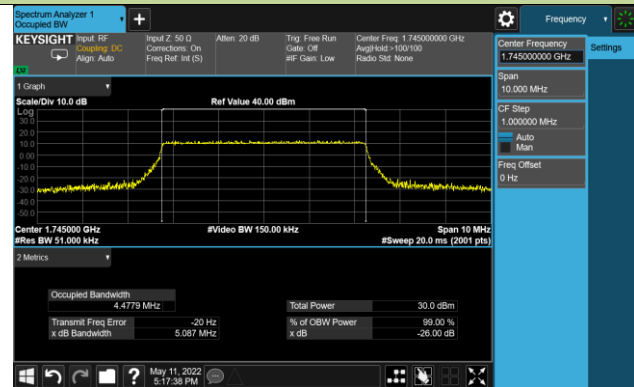 Spectrum Analyzer 1
Occupied BW
Frequency
KEYSIGHT
Input: RF
Coupling: DC
Align: Auto
Input Z: 50 Ω
Corrections: On
Freq Ref: Int (S)
Atten: 20 dB
Trig: Free Run
Gate: Off
#IF Gain: Low
Center Freq: 1.745000000 GHz
Avg|Hold:>100/100
Radio Std: None
LXI
Center Frequency
1.745000000 GHz
Settings
Span
10.000 MHz
CF Step
1.000000 MHz
Auto
Man
Freq Offset
0 Hz
1 Graph
Scale/Div 10.0 dB
Ref Value 40.00 dBm
Log
30.0
20.0
10.0
0.00
-10.0
-20.0
-30.0
-40.0
-50.0
Center 1.745000 GHz
#Video BW 150.00 kHz
Span 10 MHz
#Res BW 51.000 kHz
#Sweep 20.0 ms (2001 pts)
2 Metrics
Occupied Bandwidth
4.4779 MHz
Total Power
30.0 dBm
Transmit Freq Error
-20 Hz
% of OBW Power
99.00 %
x dB Bandwidth
5.087 MHz
x dB
-26.00 dB
?
May 11, 2022
5:17:38 PM